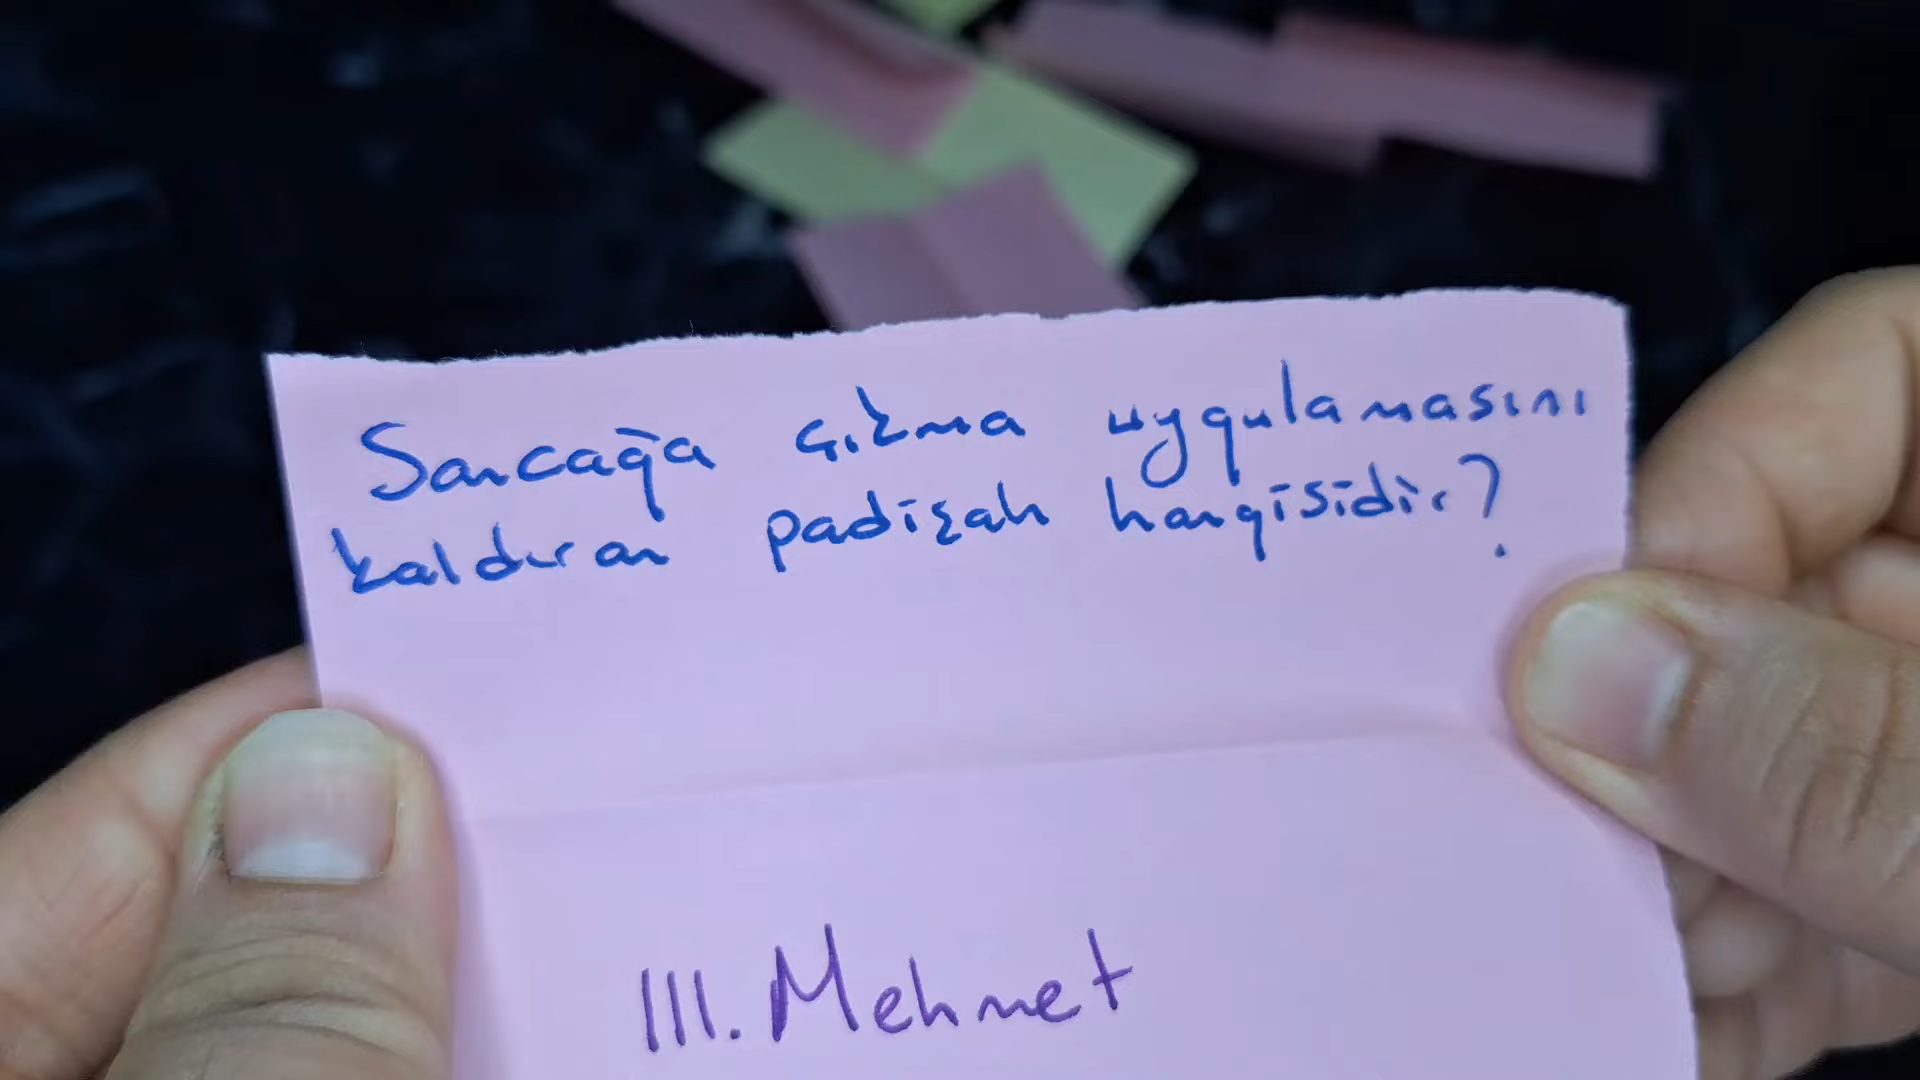 Sancağa çıkma uygulamasını
kaldıran padişah hangisidir?
III. Mehmet